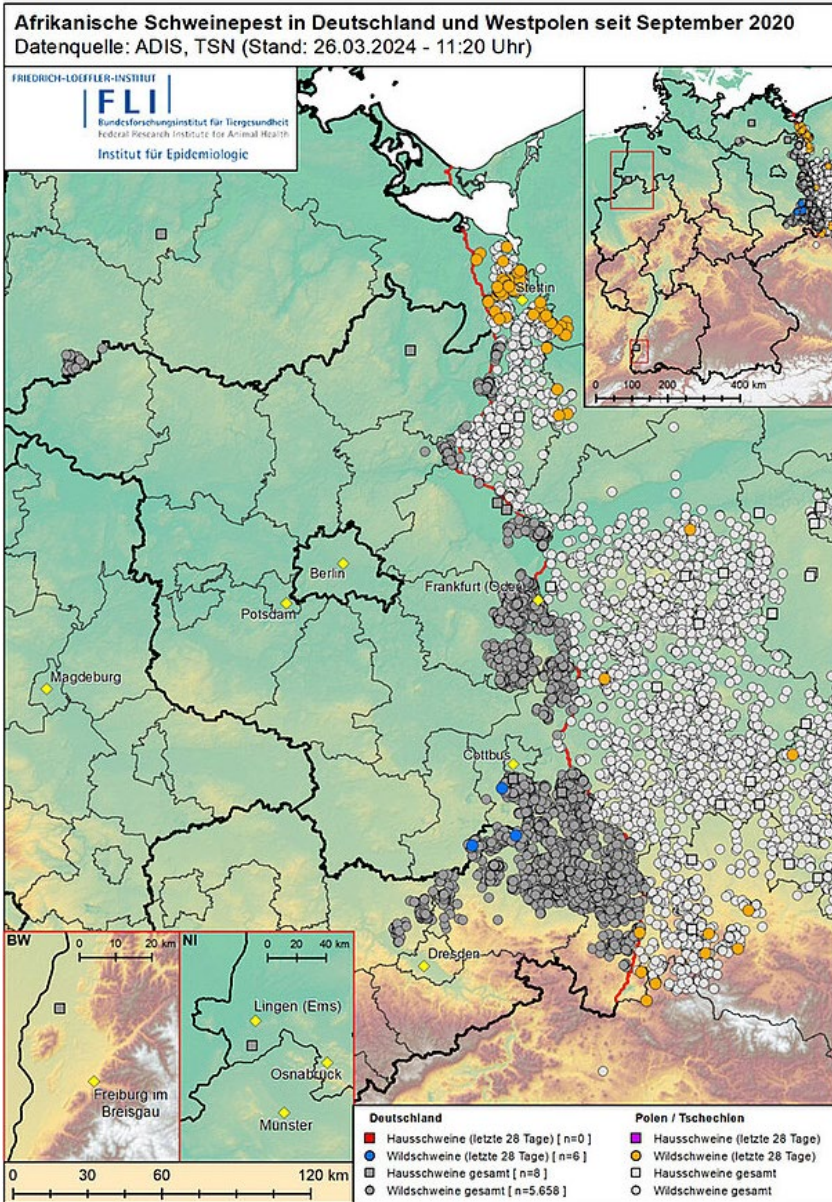 Afrikanische Schweinepest in Deutschland und Westpolen seit September 2020
Datenquelle: ADIS, TSN (Stand: 26.03.2024 - 11:20 Uhr)
FRIEDRICH-LOEFFLER-INSTITUT
FLI
Bundesforschungsinstitut für Tiergesundheit
Federal Research Institute for Animal Health
Institut für Epidemiologie
0 100 200 400 km
Stettin
Berlin
Frankfurt (Oder)
Potsdam
Magdeburg
Cottbus
Dresden
BW
0 10 20 km
Freiburg im
Breisgau
NI
0 20 40 km
Lingen (Ems)
Osnabrück
Münster
0 30 60 120 km
Deutschland
Hausschweine (letzte 28 Tage) [ n=0 ]
Wildschweine (letzte 28 Tage) [ n=6 ]
Hausschweine gesamt [ n=8 ]
Wildschweine gesamt [ n=5.658 ]
Polen / Tschechien
Hausschweine (letzte 28 Tage)
Wildschweine (letzte 28 Tage)
Hausschweine gesamt
Wildschweine gesamt